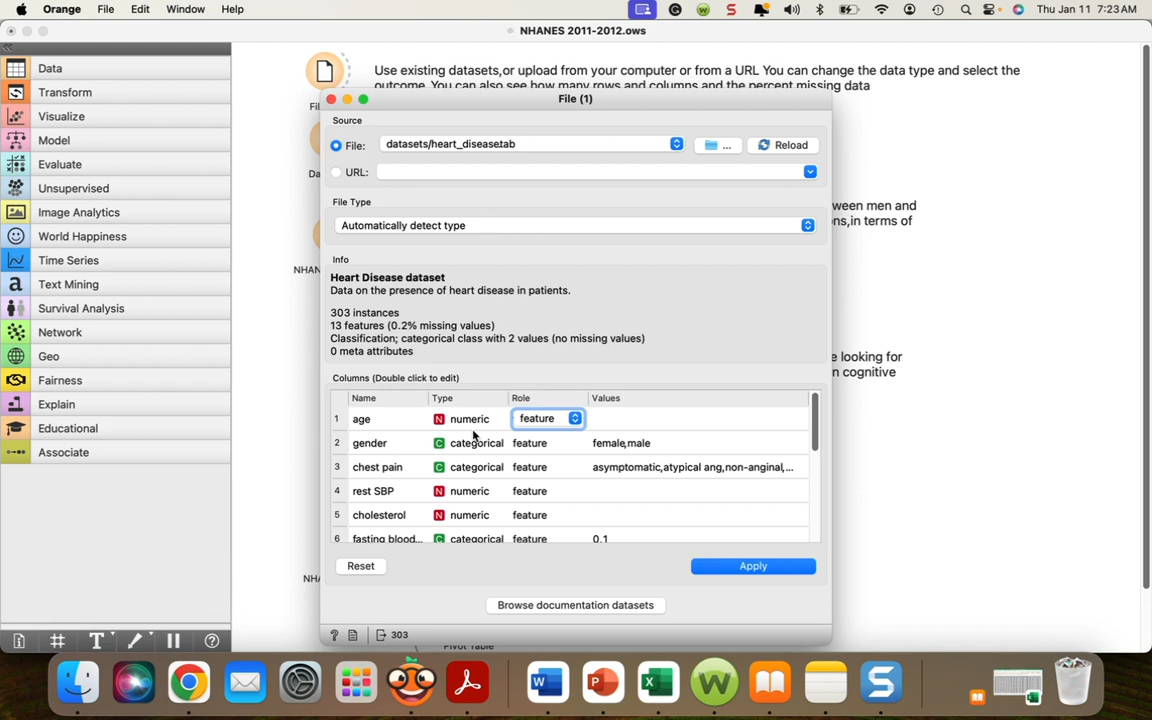 Orange File Edit Window Help
Thu Jan 11 7:23 AM
NHANES 2011-2012.ows
Data
Transform
Visualize
Model
Evaluate
Unsupervised
Image Analytics
World Happiness
Time Series
Text Mining
Survival Analysis
Network
Geo
Fairness
Explain
Educational
Associate
Use existing datasets,or upload from your computer or from a URL You can change the data type and select the
outcome. You can also see how many rows and columns and the percent missing data
Fil
Da
NHAN
NHA
ween men and
ns,in terms of
e looking for
n cognitive
Pivot Table
File (1)
Source
File: datasets/heart_disease.tab ... Reload
URL:
File Type
Automatically detect type
Info
Heart Disease dataset
Data on the presence of heart disease in patients.
303 instances
13 features (0.2% missing values)
Classification; categorical class with 2 values (no missing values)
0 meta attributes
Columns (Double click to edit)
Name Type Role Values
1 age N numeric feature
2 gender C categorical feature female,male
3 chest pain C categorical feature asymptomatic,atypical ang,non-anginal,...
4 rest SBP N numeric feature
5 cholesterol N numeric feature
6 fasting blood... C categorical feature 0,1
Reset Apply
Browse documentation datasets
? 303